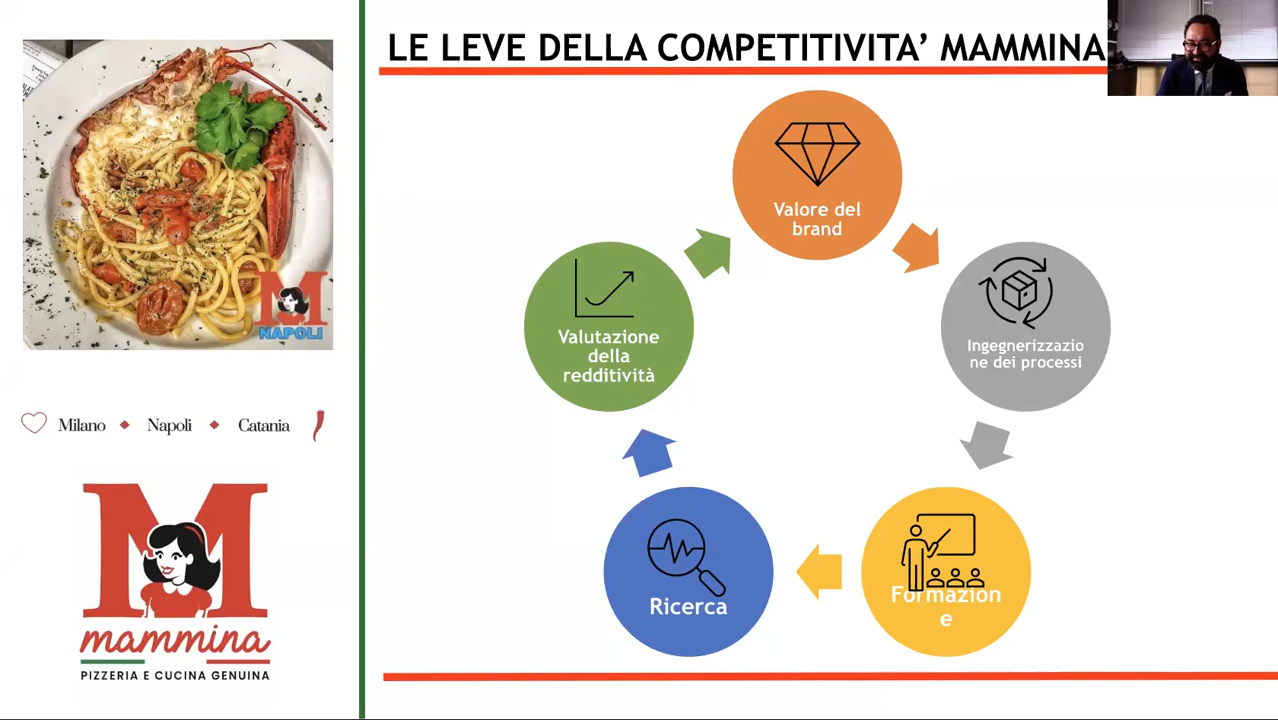 LE LEVE DELLA COMPETITIVITA’ MAMMINA
Valore del
brand
Ingegnerizzazio
ne dei processi
Formazion
e
Ricerca
Valutazione
della
redditività
M
NAPOLI
Milano
Napoli
Catania
M
mammina
PIZZERIA E CUCINA GENUINA